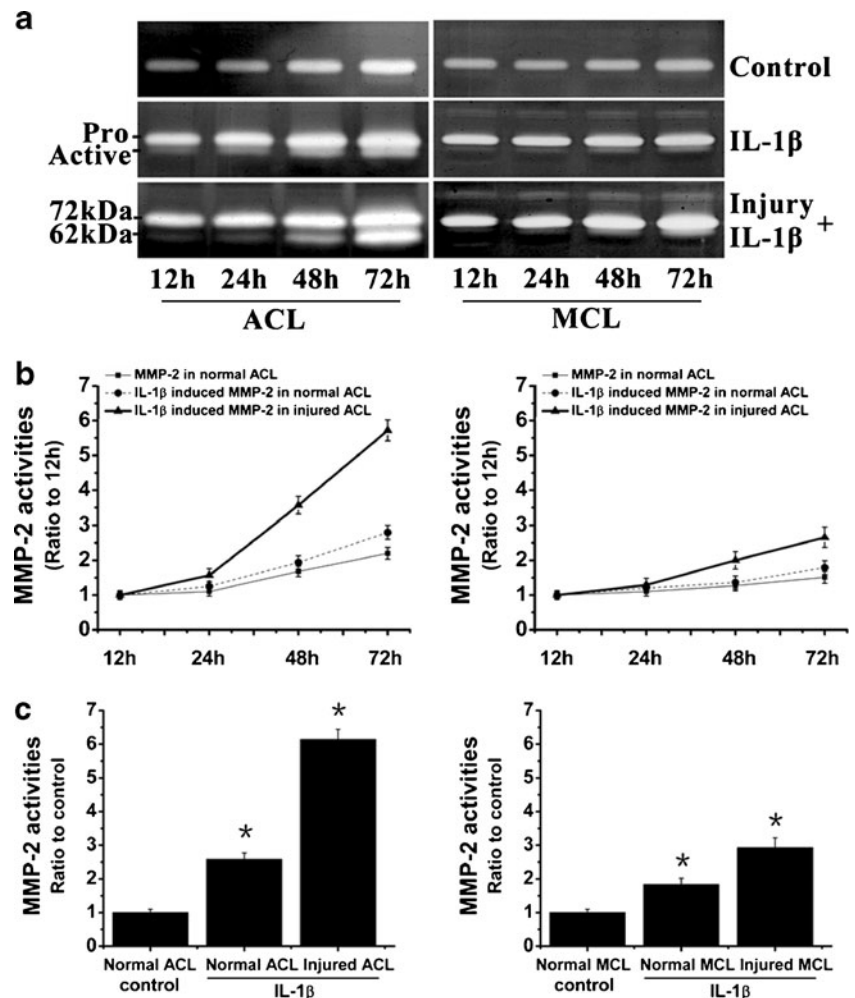 a
Control
Pro
Active
IL-1β
72kDa
62kDa
Injury +
IL-1β
12h 24h 48h 72h 12h 24h 48h 72h
ACL MCL
b
MMP-2 in normal ACL
IL-1β induced MMP-2 in normal ACL
IL-1β induced MMP-2 in injured ACL
MMP-2 activities
(Ratio to 12h)
7
6
5
4
3
2
1
0
12h 24h 48h 72h
MMP-2 in normal ACL
IL-1β induced MMP-2 in normal ACL
IL-1β induced MMP-2 in injured ACL
MMP-2 activities
(Ratio to 12h)
7
6
5
4
3
2
1
0
12h 24h 48h 72h
c
MMP-2 activities
Ratio to control
7
6
5
4
3
2
1
0
*
*
Normal ACL Normal ACL Injured ACL
control
IL-1β
MMP-2 activities
Ratio to control
7
6
5
4
3
2
1
0
*
*
Normal MCL Normal MCL Injured MCL
control
IL-1β